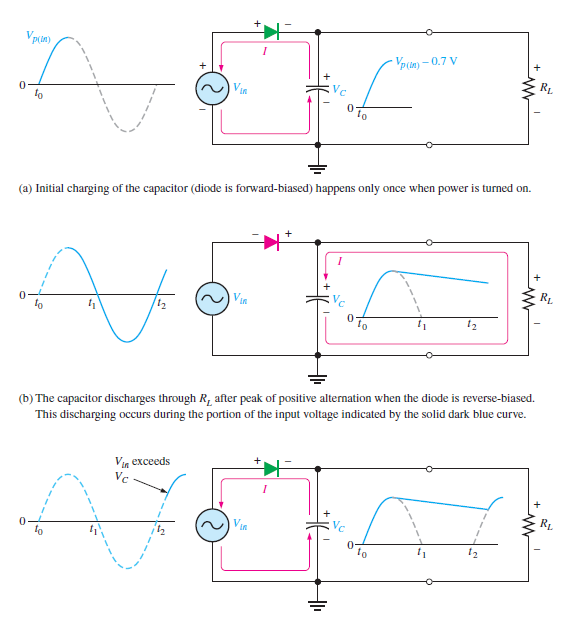 Vp(in)
+ −
I
+
Vin
−
+
VC
−
Vp(in) – 0.7 V
+
RL
−
0
t0
0
t0
(a) Initial charging of the capacitor (diode is forward-biased) happens only once when power is turned on.
− +
I
Vin
+
VC
−
+
RL
−
0
t0 t1 t2
0
t0 t1 t2
(b) The capacitor discharges through RL after peak of positive alternation when the diode is reverse-biased.
This discharging occurs during the portion of the input voltage indicated by the solid dark blue curve.
Vin exceeds
VC
+ −
I
Vin
+
VC
−
+
RL
−
0
t0 t1 t2
0
t0 t1 t2